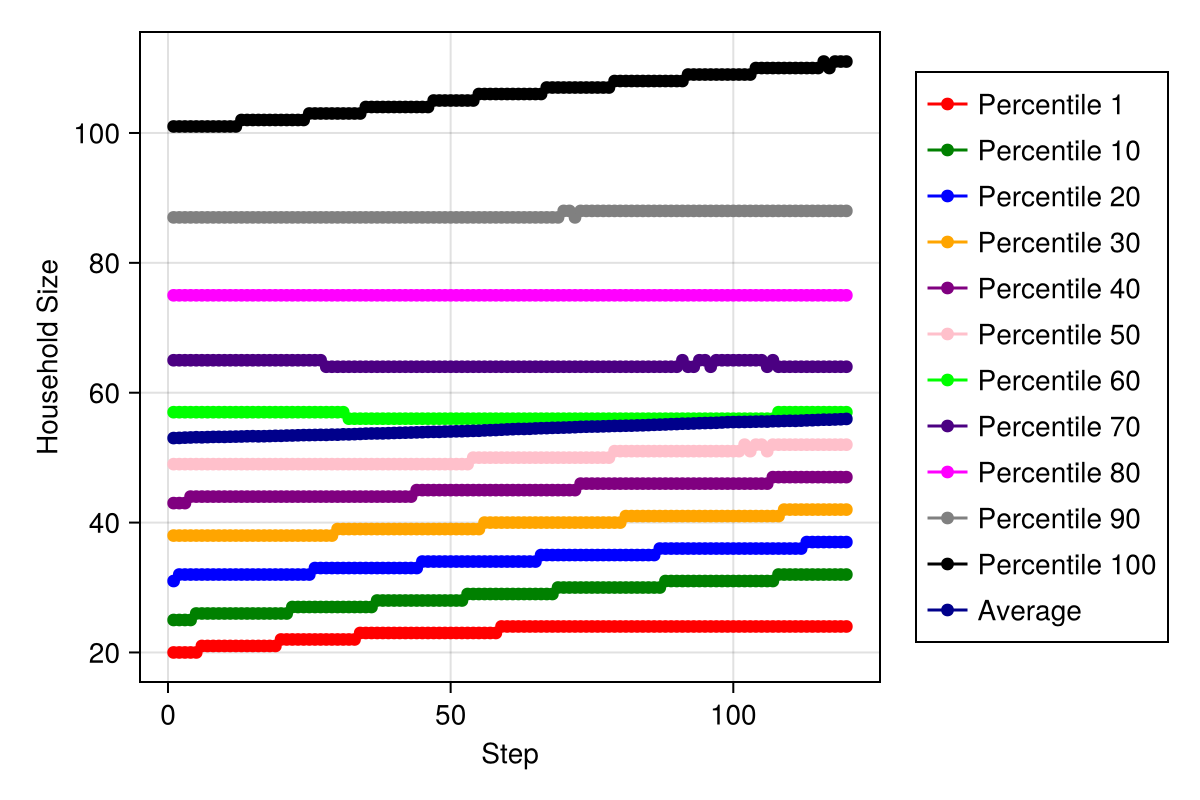 100
80
60
40
20
Household Size
0
50
100
Step
Percentile 1
Percentile 10
Percentile 20
Percentile 30
Percentile 40
Percentile 50
Percentile 60
Percentile 70
Percentile 80
Percentile 90
Percentile 100
Average